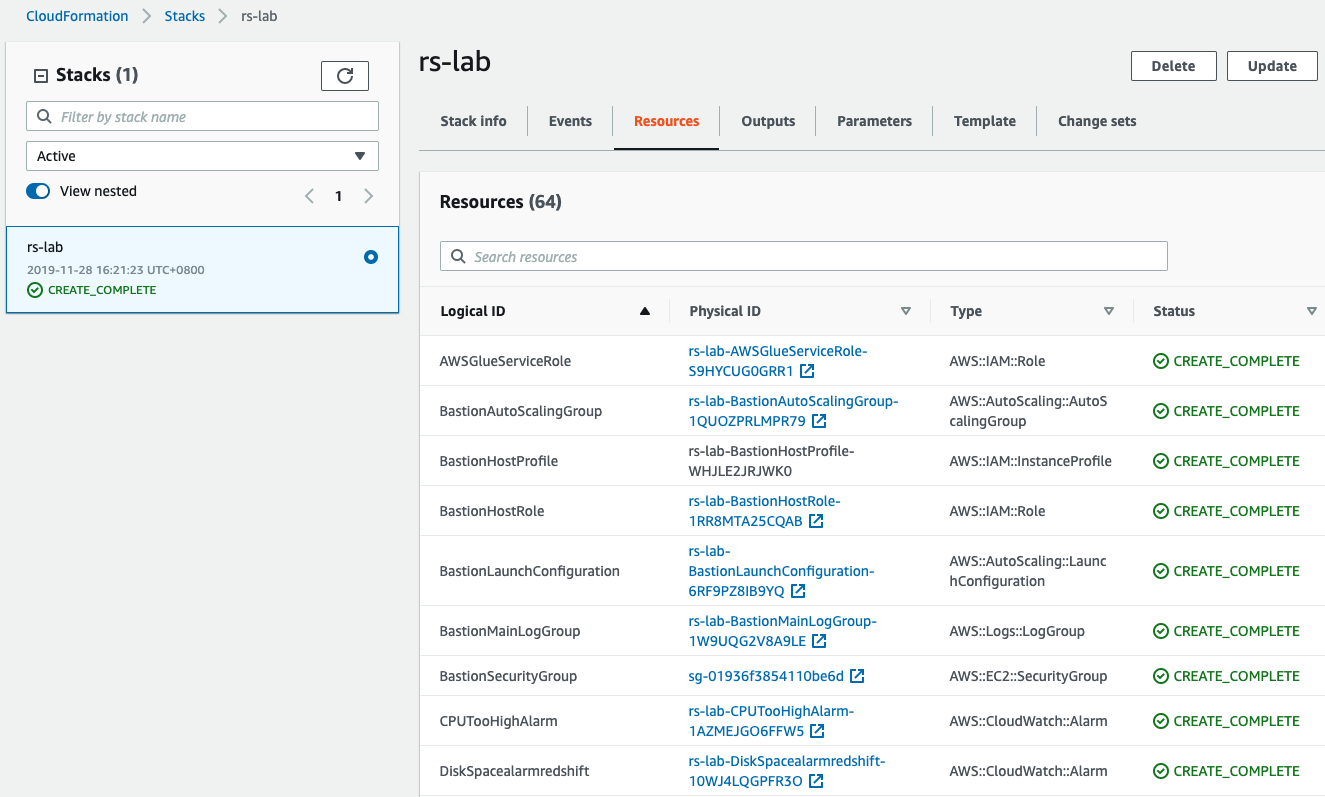 CloudFormation > Stacks > rs-lab
Stacks (1)
Filter by stack name
Active
View nested
1
rs-lab
2019-11-28 16:21:23 UTC+0800
CREATE_COMPLETE
rs-lab
Delete Update
Stack info Events Resources Outputs Parameters Template Change sets
Resources (64)
Search resources
Logical ID Physical ID Type Status
AWSGlueServiceRole rs-lab-AWSGlueServiceRole- AWS::IAM::Role CREATE_COMPLETE
S9HYCUG0GRR1
BastionAutoScalingGroup rs-lab-BastionAutoScalingGroup- AWS::AutoScaling::AutoS CREATE_COMPLETE
1QUOZPRLMPR79 calingGroup
BastionHostProfile rs-lab-BastionHostProfile- AWS::IAM::InstanceProfile CREATE_COMPLETE
WHJLE2JRJWK0
BastionHostRole rs-lab-BastionHostRole- AWS::IAM::Role CREATE_COMPLETE
1RR8MTA25CQAB
BastionLaunchConfiguration rs-lab- AWS::AutoScaling::Launc CREATE_COMPLETE
BastionLaunchConfiguration- hConfiguration
6RF9PZ8IB9YQ
BastionMainLogGroup rs-lab-BastionMainLogGroup- AWS::Logs::LogGroup CREATE_COMPLETE
1W9UQG2V8A9LE
BastionSecurityGroup sg-01936f3854110be6d AWS::EC2::SecurityGroup CREATE_COMPLETE
CPUTooHighAlarm rs-lab-CPUTooHighAlarm- AWS::CloudWatch::Alarm CREATE_COMPLETE
1AZMEJGO6FFW5
DiskSpacealarmredshift rs-lab-DiskSpacealarmredshift- AWS::CloudWatch::Alarm CREATE_COMPLETE
10WJ4LQGPFR3O